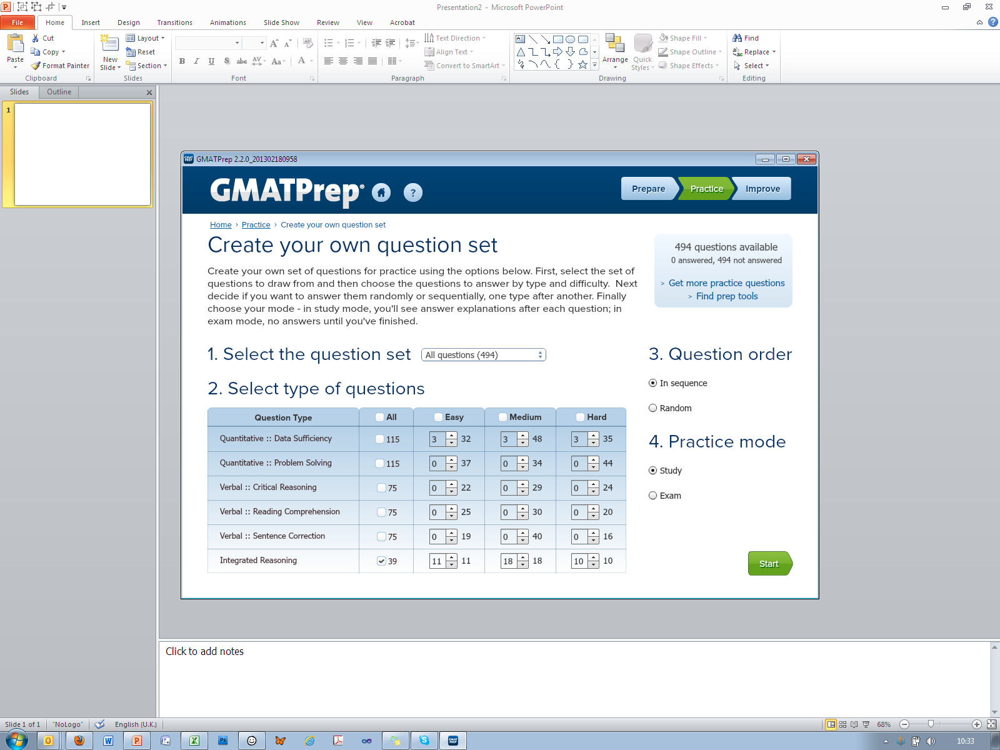 Presentation2 - Microsoft PowerPoint
File Home Insert Design Transitions Animations Slide Show Review View Acrobat
Paste
Cut
Copy
Format Painter
Clipboard
New
Slide
Layout
Reset
Section
Slides
Font
Text Direction
Align Text
Convert to SmartArt
Paragraph
Arrange
Quick
Styles
Shape Fill
Shape Outline
Shape Effects
Drawing
Find
Replace
Select
Editing
Slides Outline
1
GMATPrep 2.2.0_201302180958
GMATPrep®
Prepare Practice Improve
Home › Practice › Create your own question set
Create your own question set
Create your own set of questions for practice using the options below. First, select the set of
questions to draw from and then choose the questions to answer by type and difficulty. Next
decide if you want to answer them randomly or sequentially, one type after another. Finally
choose your mode - in study mode, you'll see answer explanations after each question; in
exam mode, no answers until you've finished.
494 questions available
0 answered, 494 not answered
> Get more practice questions
> Find prep tools
1. Select the question set All questions (494)
2. Select type of questions
Question Type All Easy Medium Hard
Quantitative :: Data Sufficiency 115 3 32 3 48 3 35
Quantitative :: Problem Solving 115 0 37 0 34 0 44
Verbal :: Critical Reasoning 75 0 22 0 29 0 24
Verbal :: Reading Comprehension 75 0 25 0 30 0 20
Verbal :: Sentence Correction 75 0 19 0 40 0 16
Integrated Reasoning 39 11 11 18 18 10 10
3. Question order
In sequence
Random
4. Practice mode
Study
Exam
Start
Click to add notes
Slide 1 of 1 "NoLogo" English (U.K.) 68%
10:33